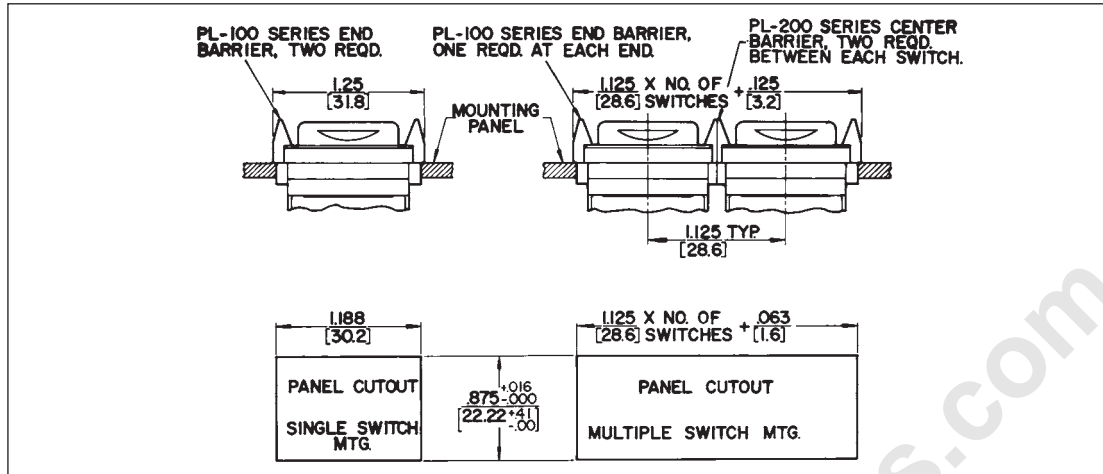 PL-100 SERIES END
BARRIER, TWO REQD.
PL-100 SERIES END BARRIER,
ONE REQD. AT EACH END.
PL-200 SERIES CENTER
BARRIER, TWO REQD.
BETWEEN EACH SWITCH.
1.25
[31.8]
MOUNTING
PANEL
1.125 X NO. OF + .125
[28.6] SWITCHES [3.2]
1.125 TYP.
[28.6]
1.188
[30.2]
1.125 X NO. OF + .063
[28.6] SWITCHES [1.6]
PANEL CUTOUT
SINGLE SWITCH
MTG.
.875 +.016 -.000
[22.22 +.41 -.00]
PANEL CUTOUT
MULTIPLE SWITCH MTG.
s.com